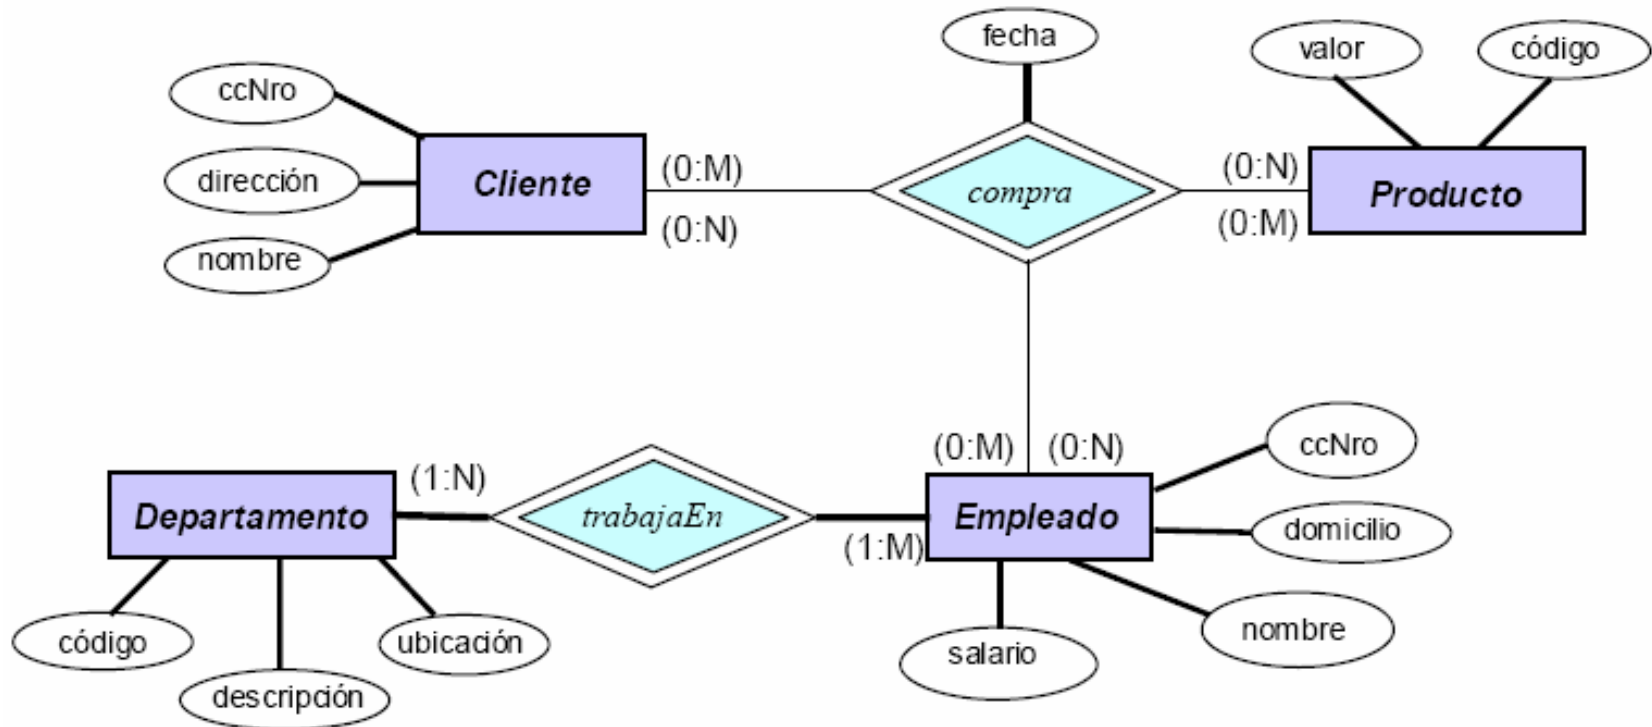 fecha
valor
código
ccNro
dirección
nombre
Cliente
(0:M)
(0:N)
compra
(0:N)
(0:M)
Producto
(0:M)
(0:N)
Departamento
(1:N)
trabajaEn
(1:M)
Empleado
ccNro
domicilio
nombre
salario
código
descripción
ubicación